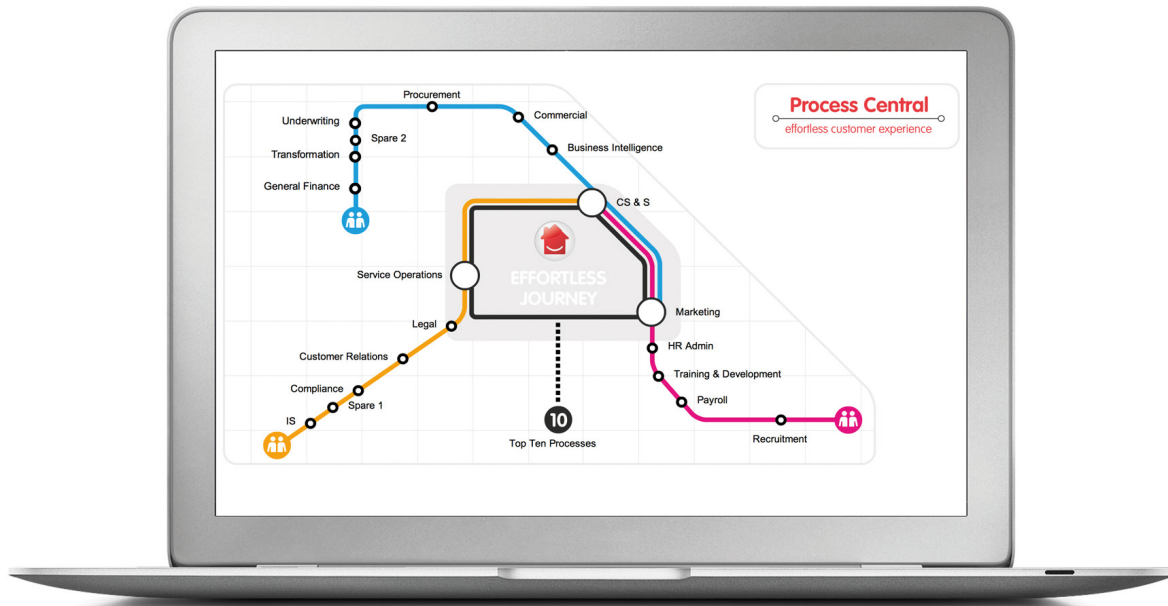 Process Central
effortless customer experience
Procurement
Underwriting
Commercial
Spare 2
Business Intelligence
Transformation
General Finance
CS & S
EFFORTLESS
JOURNEY
Service Operations
Marketing
Legal
HR Admin
Customer Relations
Training & Development
Compliance
Payroll
Spare 1
IS
10
Recruitment
Top Ten Processes